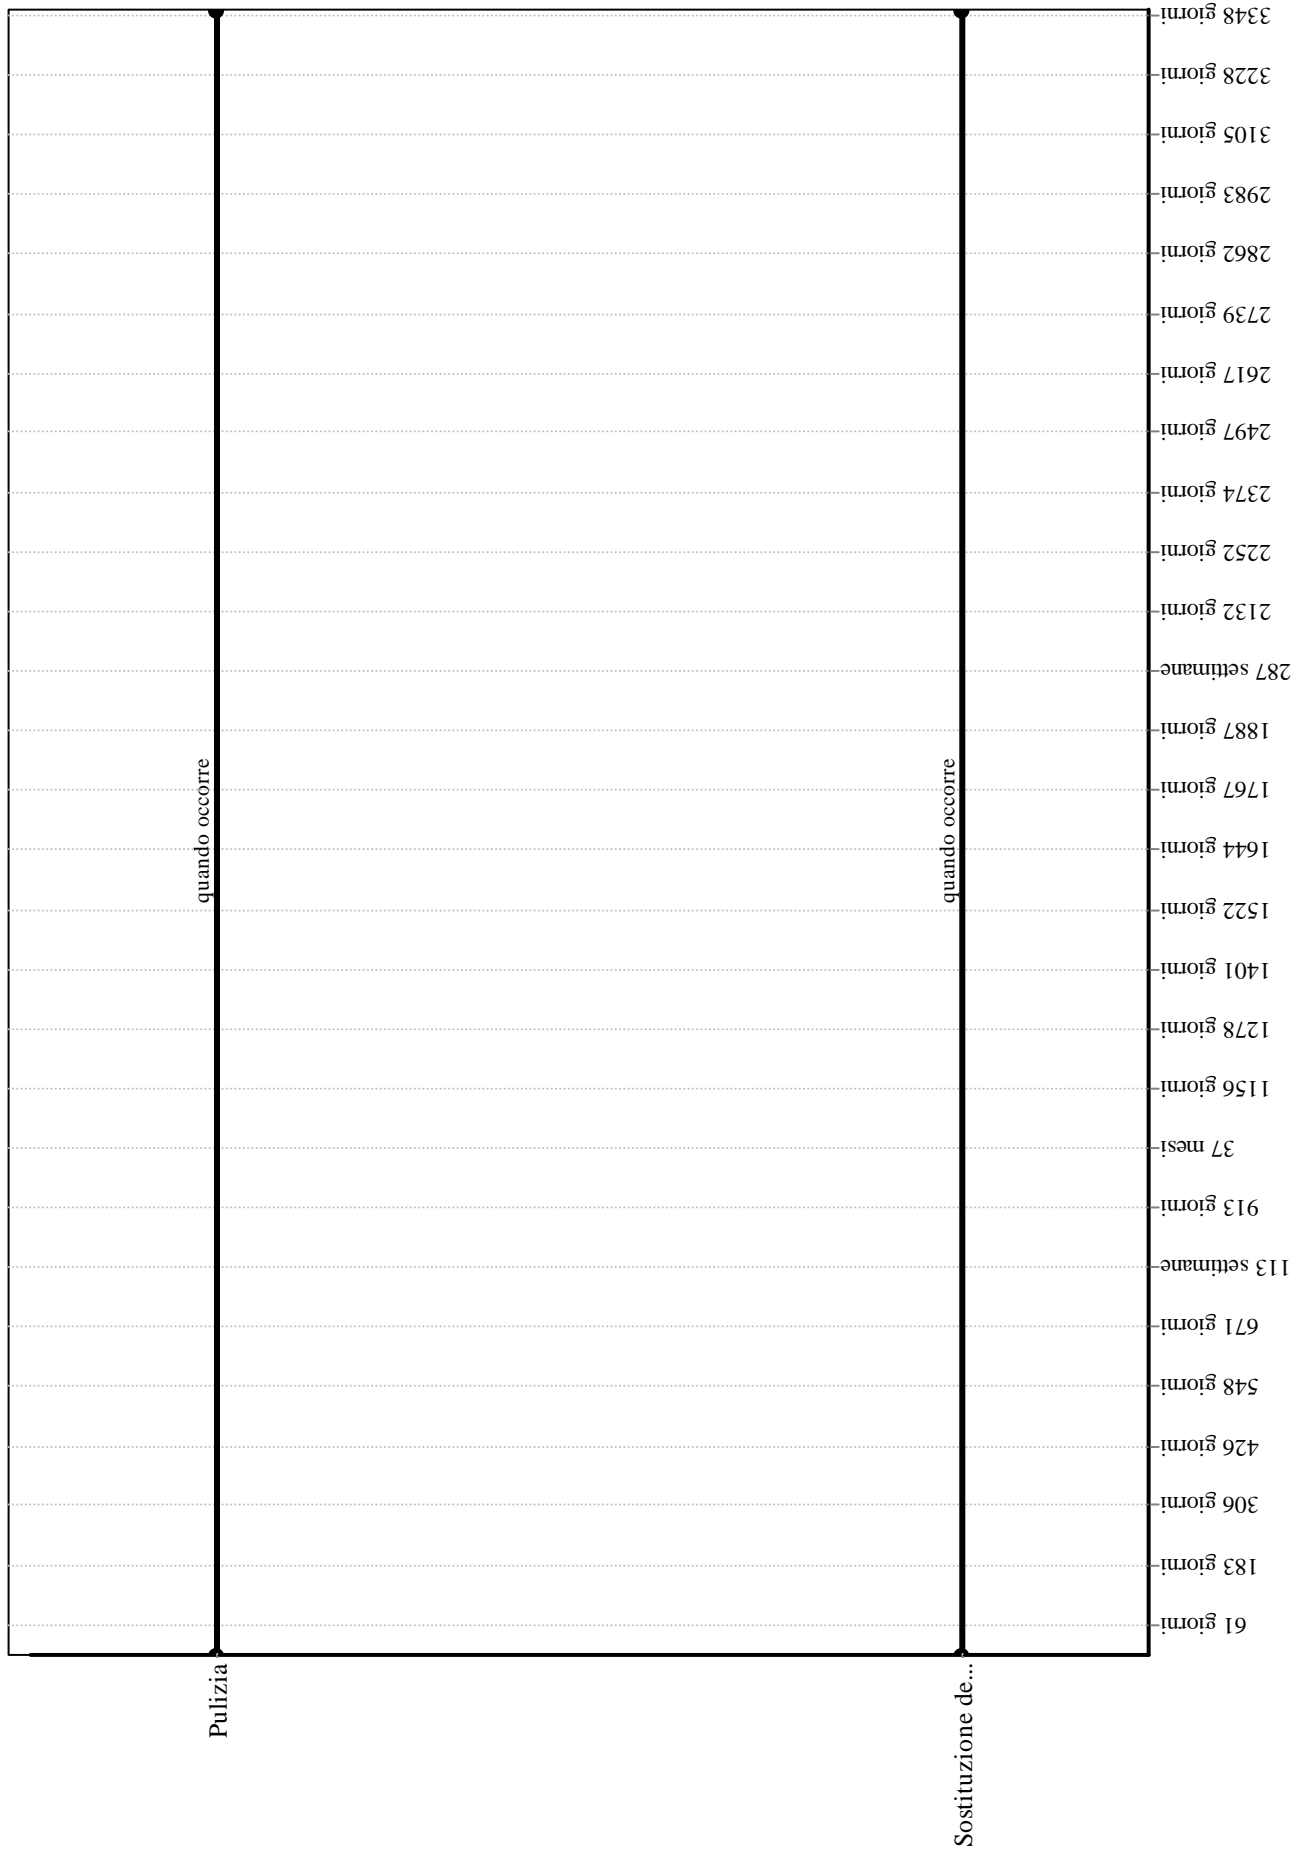 3348 giorni
3228 giorni
3105 giorni
2983 giorni
2862 giorni
2739 giorni
2617 giorni
2497 giorni
2374 giorni
2252 giorni
2132 giorni
287 settimane
1887 giorni
1767 giorni
1644 giorni
1522 giorni
1401 giorni
1278 giorni
1156 giorni
37 mesi
913 giorni
113 settimane
671 giorni
548 giorni
426 giorni
306 giorni
183 giorni
61 giorni
quando occorre
quando occorre
Pulizia
Sostituzione de...